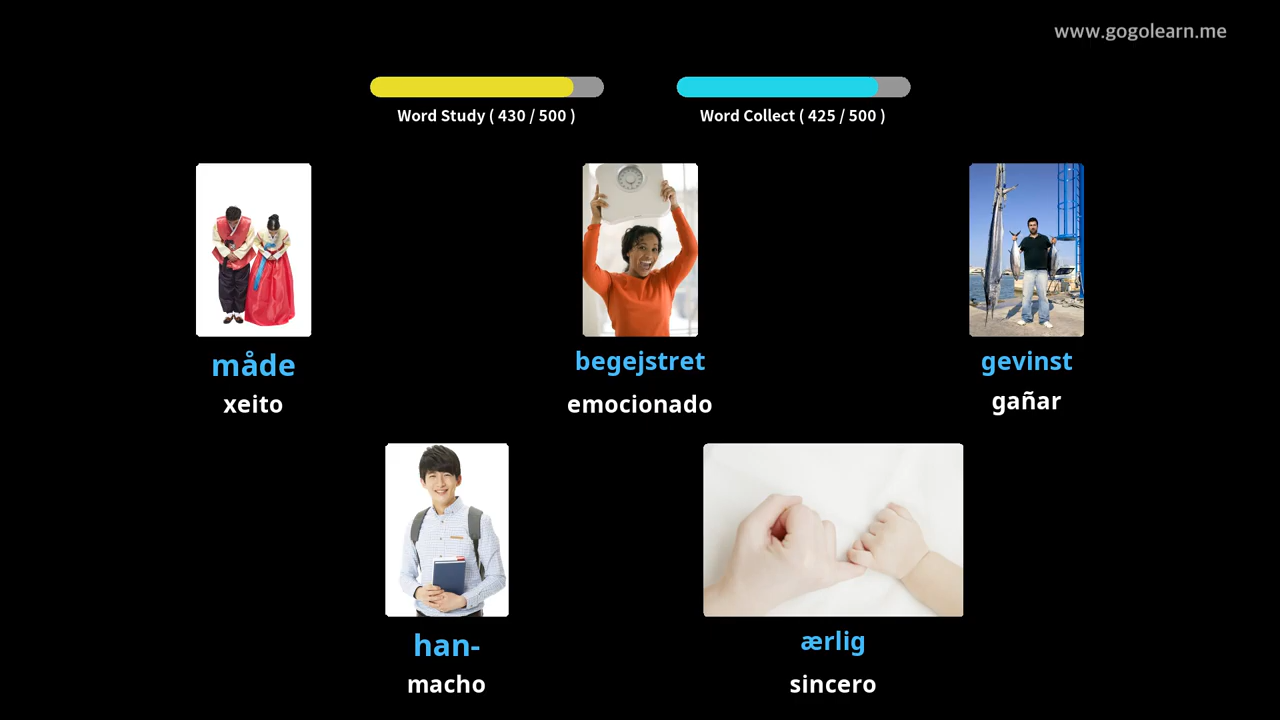 www.gogolearn.me
Word Study ( 430 / 500 )
Word Collect ( 425 / 500 )
måde
xeito
begejstret
emocionado
gevinst
gañar
han-
macho
ærlig
sincero